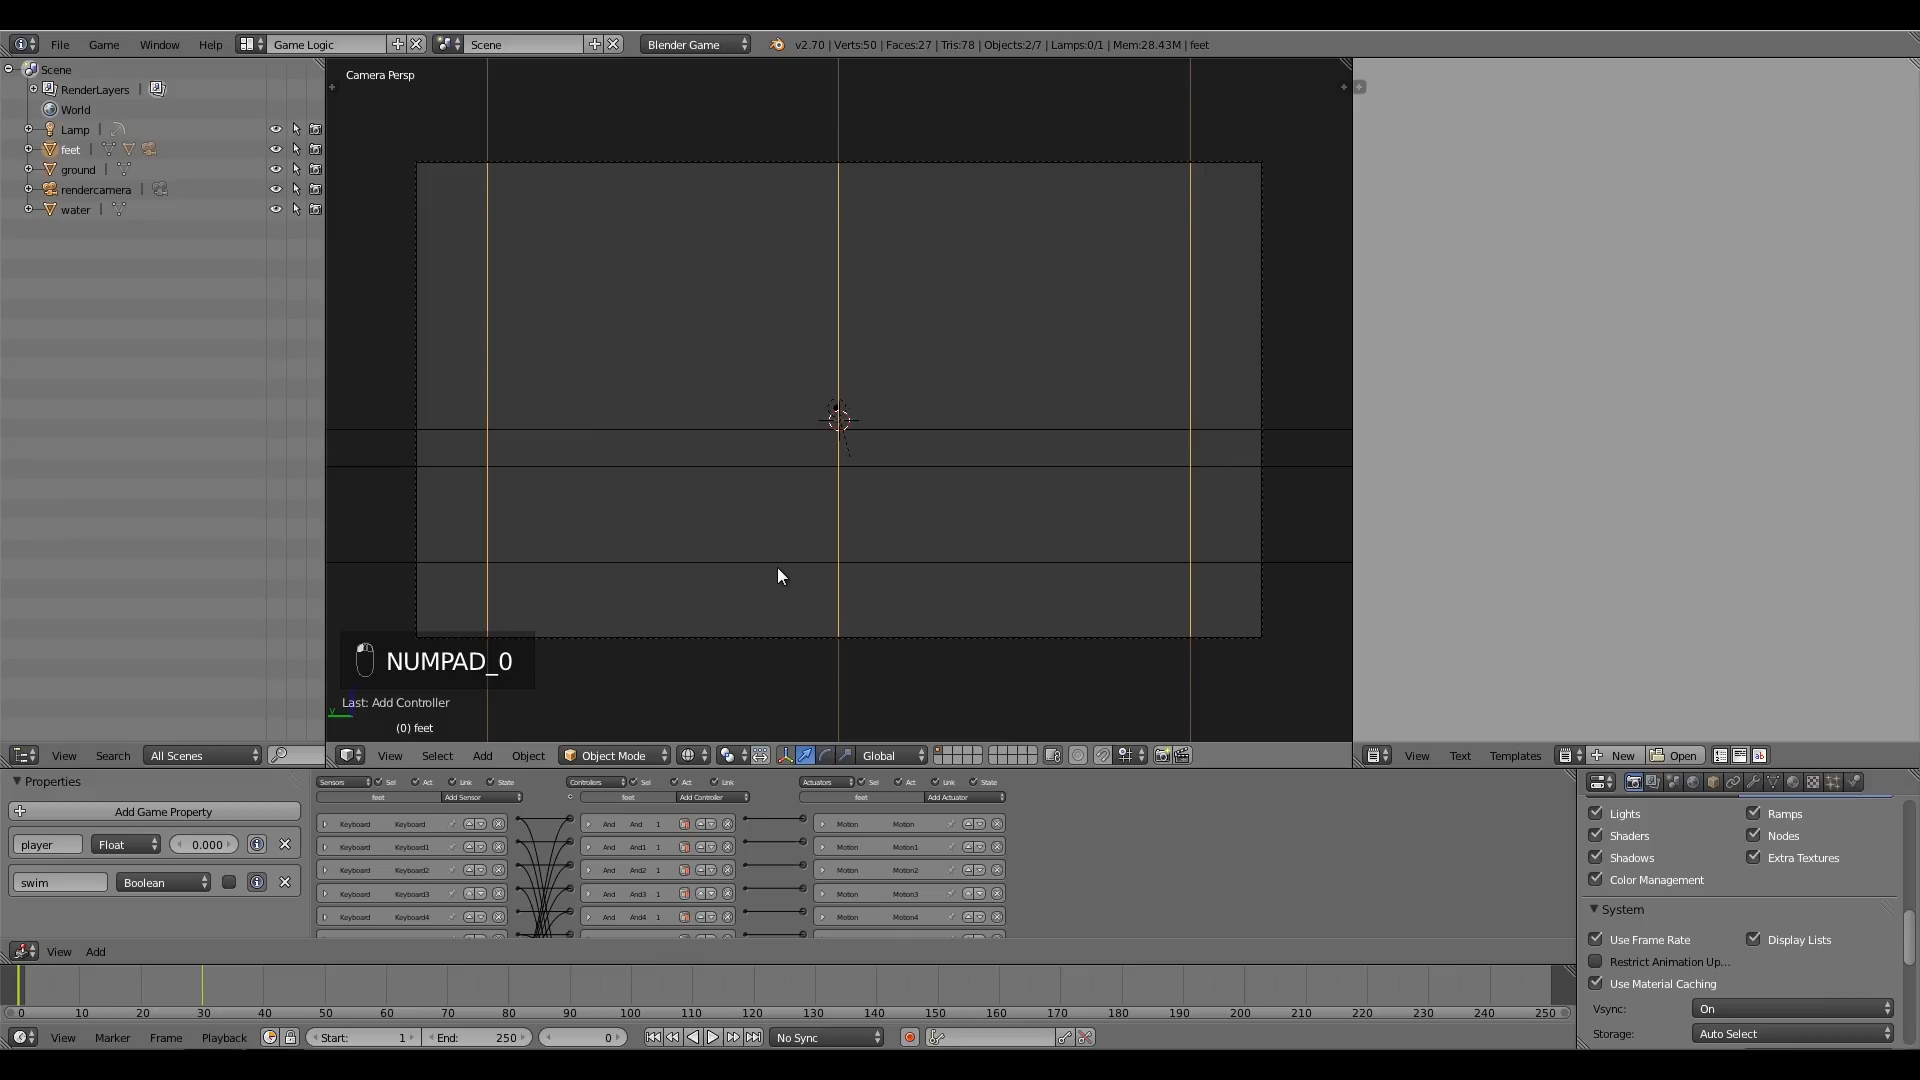 File Game Window Help Game Logic Scene Blender Game v2.70 | Verts:50 | Faces:27 | Tris:78 | Objects:2/7 | Lamps:0/1 | Mem:28.43M | feet
Scene
RenderLayers
World
Lamp
feet
ground
rendercamera
water
Camera Persp
NUMPAD_0
Last: Add Controller
(0) feet
View Search All Scenes
View Select Add Object Object Mode Global
View Text Templates New Open
Properties
Add Game Property
player Float 0.000
swim Boolean
Sensors Sel Act Link State
feet Add Sensor
Keyboard Keyboard
Keyboard Keyboard1
Keyboard Keyboard2
Keyboard Keyboard3
Keyboard Keyboard4
Controllers Sel Act Link
feet Add Controller
And And 1
And And1 1
And And2 1
And And3 1
And And4 1
Actuators Sel Act Link State
feet Add Actuator
Motion Motion
Motion Motion1
Motion Motion2
Motion Motion3
Motion Motion4
View Add
Lights Ramps
Shaders Nodes
Shadows Extra Textures
Color Management
System
Use Frame Rate Display Lists
Restrict Animation Up...
Use Material Caching
Vsync: On
Storage: Auto Select
0 10 20 30 40 50 60 70 80 90 100 110 120 130 140 150 160 170 180 190 200 210 220 230 240 250
View Marker Frame Playback Start: 1 End: 250 0 No Sync